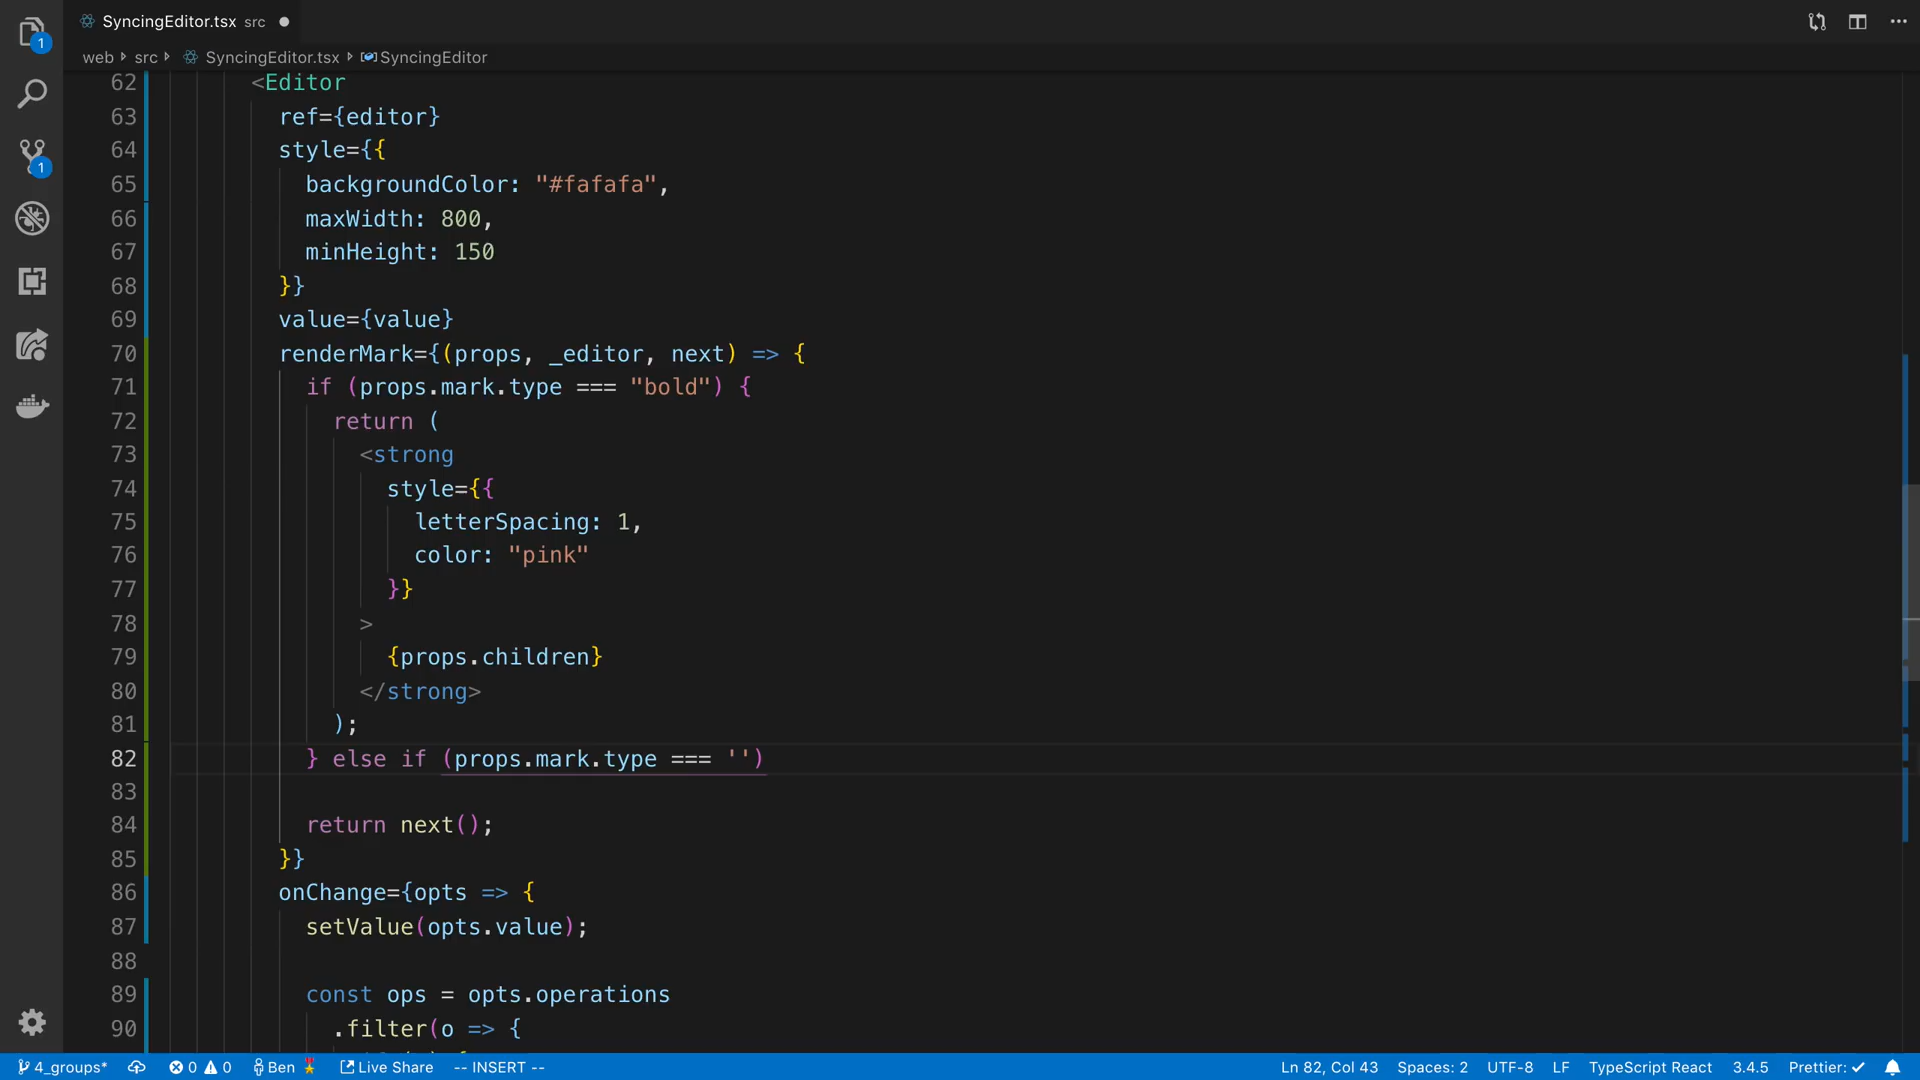 SyncingEditor.tsx src
web src SyncingEditor.tsx SyncingEditor
62 <Editor
63 ref={editor}
64 style={{
65 backgroundColor: "#fafafa",
66 maxWidth: 800,
67 minHeight: 150
68 }}
69 value={value}
70 renderMark={(props, _editor, next) => {
71 if (props.mark.type === "bold") {
72 return (
73 <strong
74 style={{
75 letterSpacing: 1,
76 color: "pink"
77 }}
78 >
79 {props.children}
80 </strong>
81 );
82 } else if (props.mark.type === '')
83
84 return next();
85 }}
86 onChange={opts => {
87 setValue(opts.value);
88
89 const ops = opts.operations
90 .filter(o => {
1
1
4_groups* 0 0 Ben Live Share -- INSERT -- Ln 82, Col 43 Spaces: 2 UTF-8 LF TypeScript React 3.4.5 Prettier: ✓